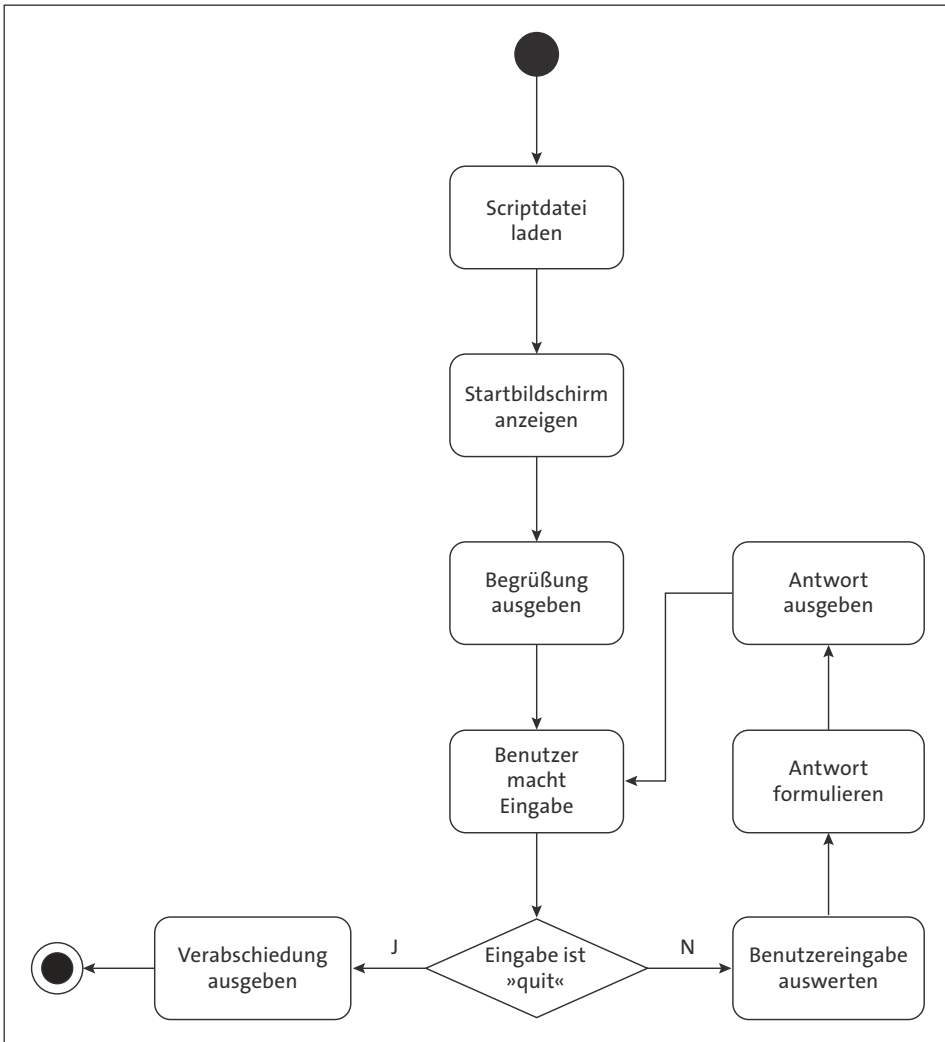 Scriptdatei
laden
Startbildschirm
anzeigen
Begrüßung
ausgeben
Antwort
ausgeben
Benutzer
macht
Eingabe
Antwort
formulieren
Verabschiedung
ausgeben
J
Eingabe ist
»quit«
N
Benutzereingabe
auswerten